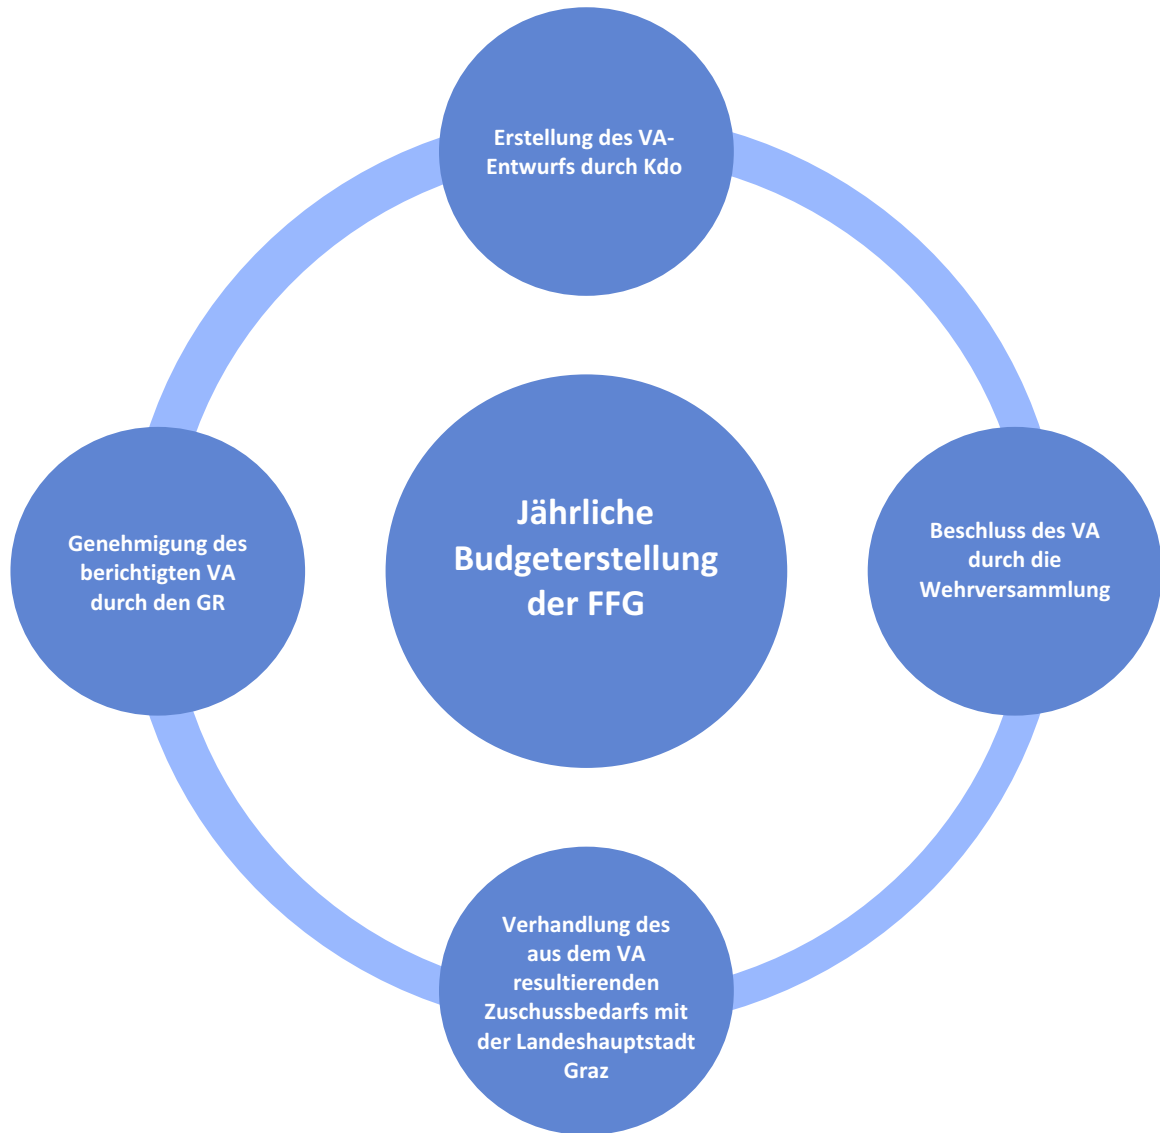 Erstellung des VA-
Entwurfs durch Kdo
Jährliche
Budgeterstellung
der FFG
Beschluss des VA
durch die
Wehrversammlung
Verhandlung des
aus dem VA
resultierenden
Zuschussbedarfs mit
der Landeshauptstadt
Graz
Genehmigung des
berichtigten VA
durch den GR